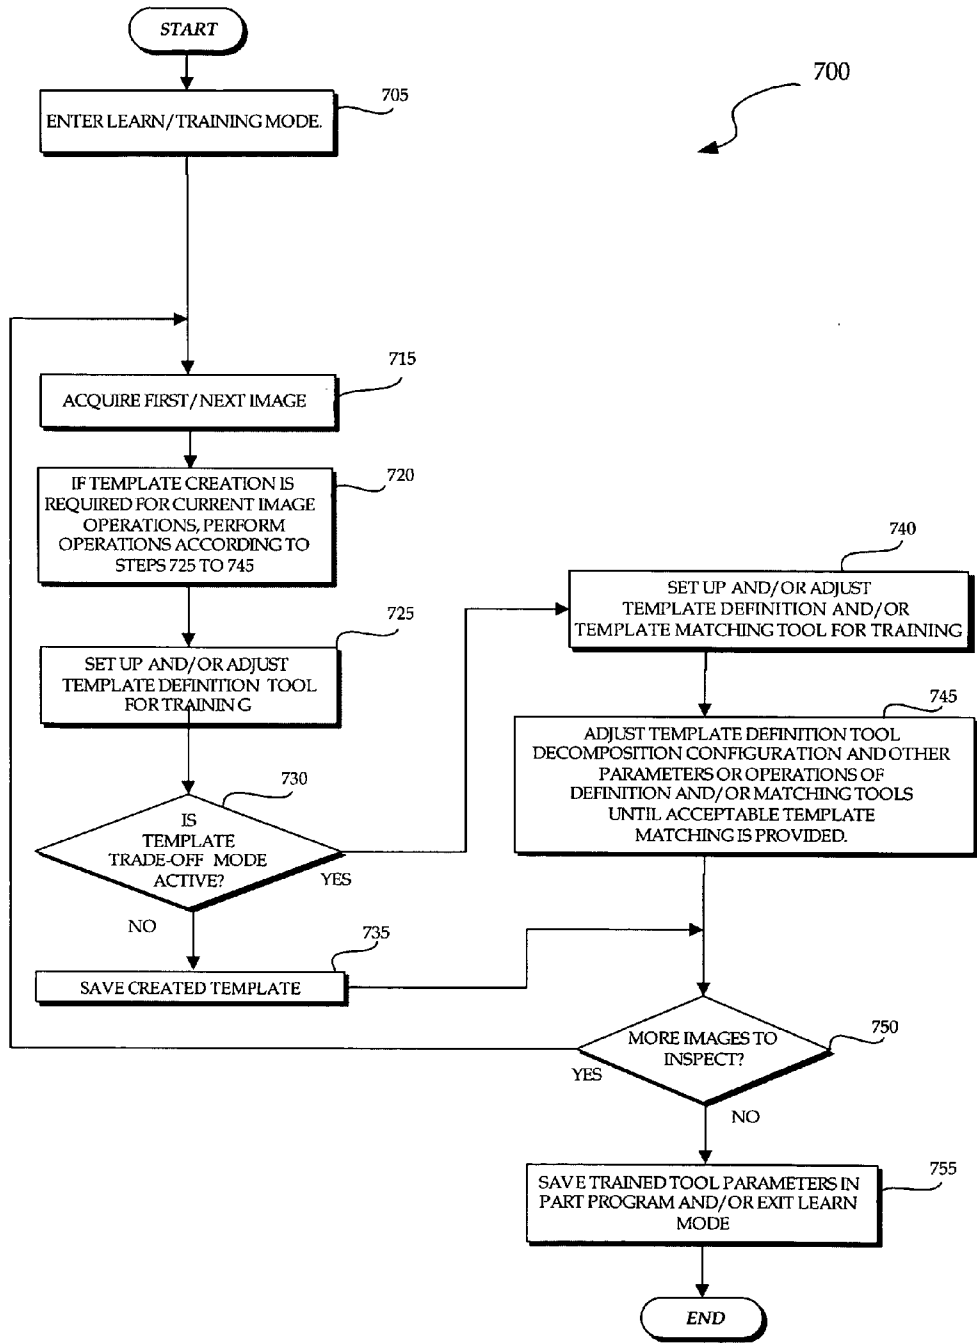 START
700
705
ENTER LEARN/TRAINING MODE.
715
ACQUIRE FIRST/NEXT IMAGE
720
IF TEMPLATE CREATION IS
REQUIRED FOR CURRENT IMAGE
OPERATIONS, PERFORM
OPERATIONS ACCORDING TO
STEPS 725 TO 745
725
SET UP AND/OR ADJUST
TEMPLATE DEFINITION TOOL
FOR TRAINING
730
IS
TEMPLATE
TRADE-OFF MODE
ACTIVE?
YES
NO
735
SAVE CREATED TEMPLATE
740
SET UP AND/OR ADJUST
TEMPLATE DEFINITION AND/OR
TEMPLATE MATCHING TOOL FOR TRAINING
745
ADJUST TEMPLATE DEFINITION TOOL
DECOMPOSITION CONFIGURATION AND OTHER
PARAMETERS OR OPERATIONS OF
DEFINITION AND/OR MATCHING TOOLS
UNTIL ACCEPTABLE TEMPLATE
MATCHING IS PROVIDED.
750
MORE IMAGES TO
INSPECT?
YES
NO
755
SAVE TRAINED TOOL PARAMETERS IN
PART PROGRAM AND/OR EXIT LEARN
MODE
END